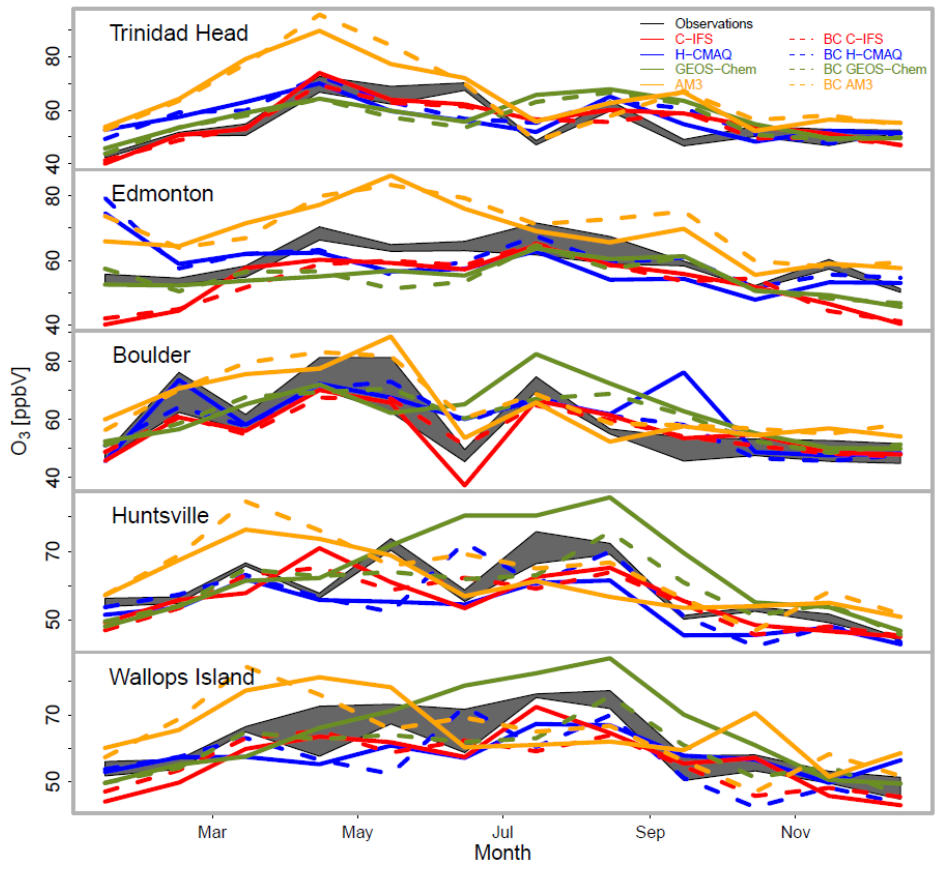 Trinidad Head
Observations
C-IFS BC C-IFS
H-CMAQ BC H-CMAQ
GEOS-Chem BC GEOS-Chem
AM3 BC AM3
80
60
40
Edmonton
80
60
40
Boulder
80
60
40
O3 [ppbV]
Huntsville
70
50
Wallops Island
70
50
Mar May Jul Sep Nov
Month